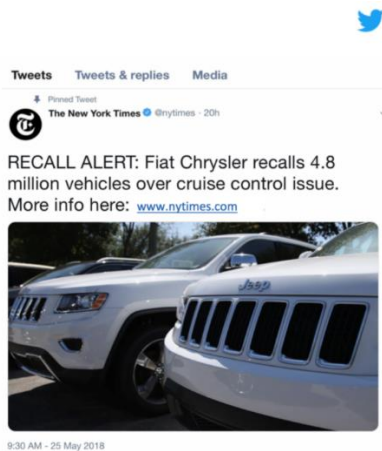 Tweets Tweets & replies Media
Pinned Tweet
The New York Times @nytimes · 20h
RECALL ALERT: Fiat Chrysler recalls 4.8
million vehicles over cruise control issue.
More info here: www.nytimes.com
Jeep
9:30 AM - 25 May 2018